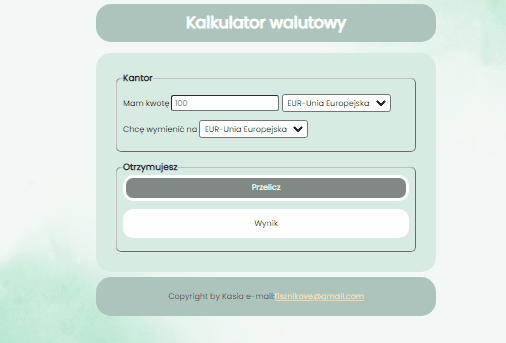 Kalkulator walutowy
Kantor
Mam kwotę 100 EUR-Unia Europejska
Chcę wymienić na EUR-Unia Europejska
Otrzymujesz
Przelicz
Wynik
Copyright by Kasia e-mail:tisznikove@gmail.com